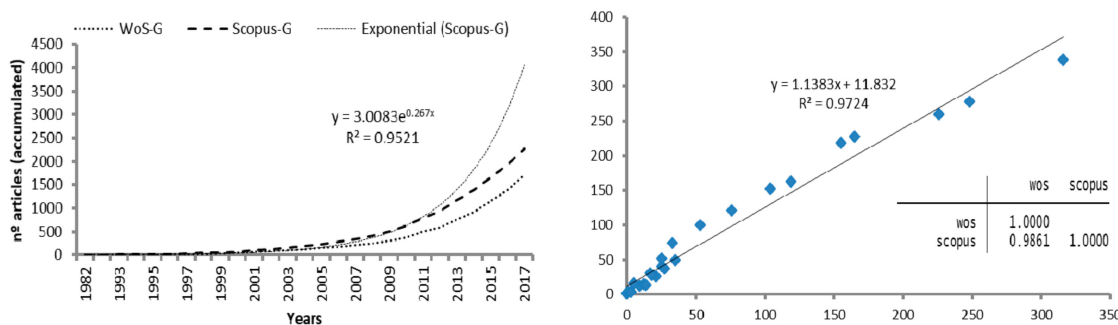 WoS-G Scopus-G Exponential (Scopus-G)
4500
4000
3500
3000
2500
2000
1500
1000
500
0
nº articles (accumulated)
y = 3.0083e^0.267x
R² = 0.9521
1982 1993 1995 1997 1999 2001 2003 2005 2007 2009 2011 2013 2015 2017
Years
400
350
300
250
200
150
100
50
0
y = 1.1383x + 11.832
R² = 0.9724
wos scopus
wos 1.0000
scopus 0.9861 1.0000
0 50 100 150 200 250 300 350